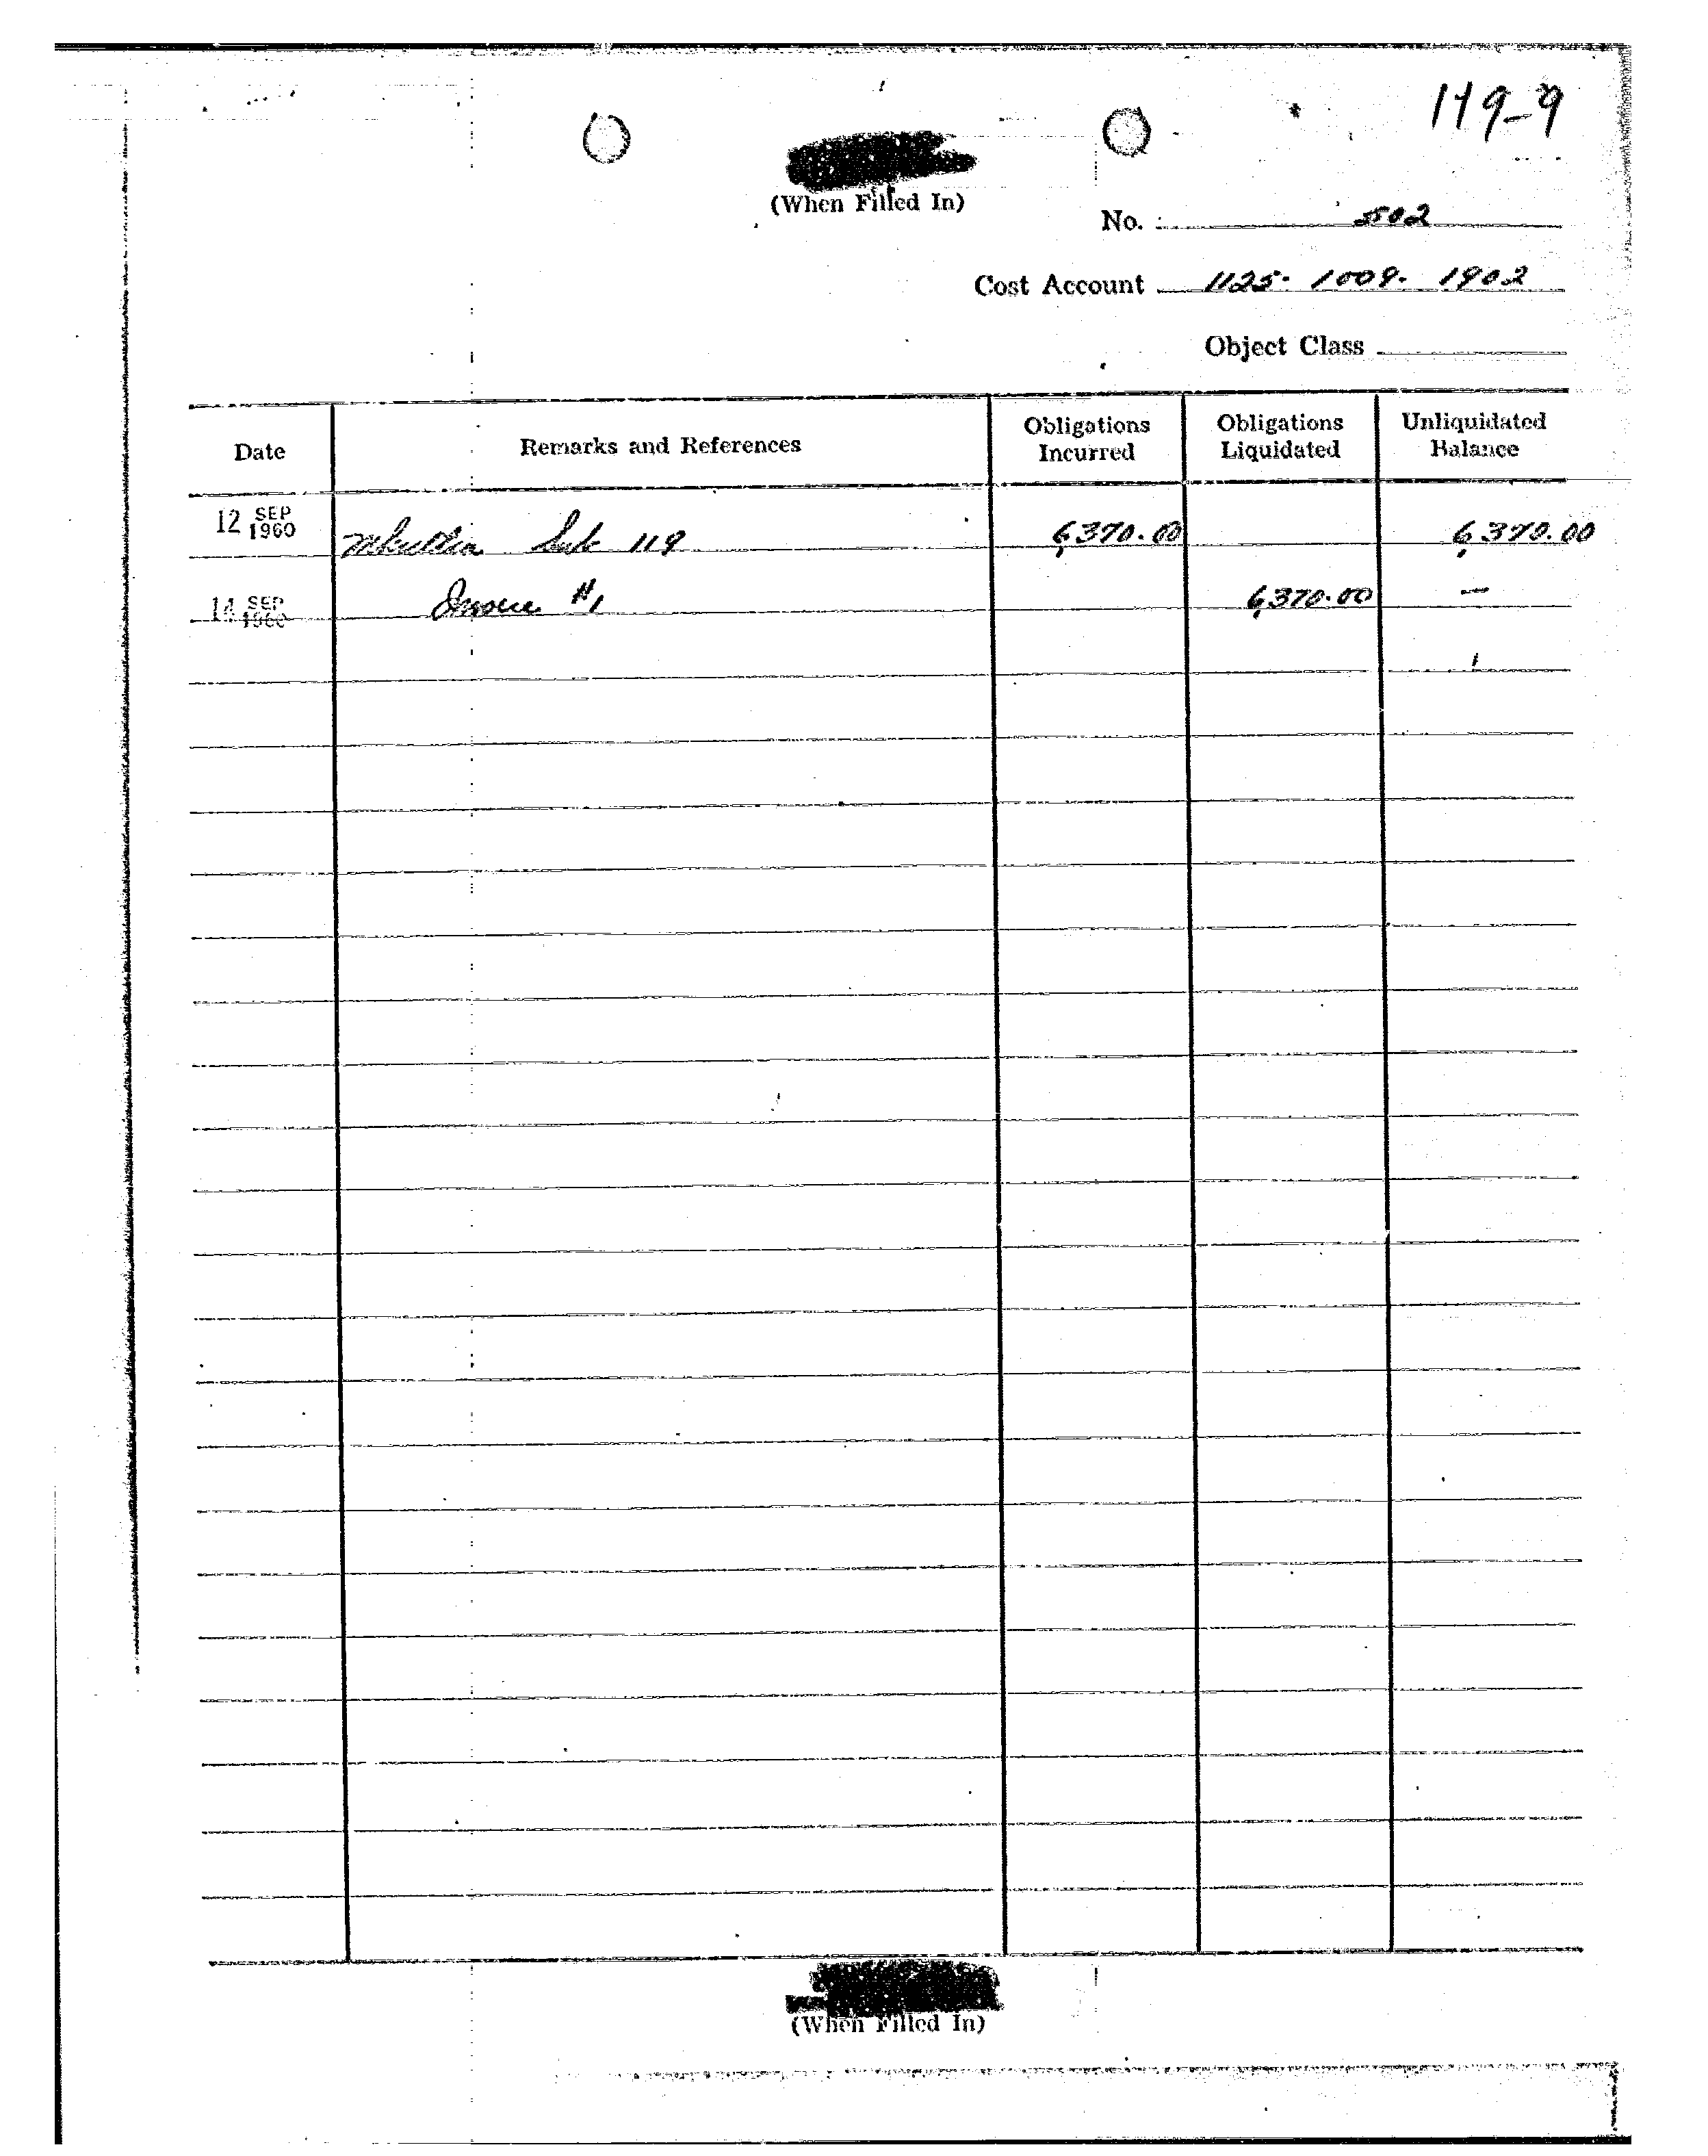 119-9
(When Filled In)
No. 502
Cost Account 1125- 1009- 1902
Object Class
Date Remarks and References Obligations Incurred Obligations Liquidated Unliquidated Balance
12 SEP 1960 Mkultra Sub 119 6,370.00 6,370.00
14 SEP 1960 Invoice #1 6,370.00 —
(When Filled In)